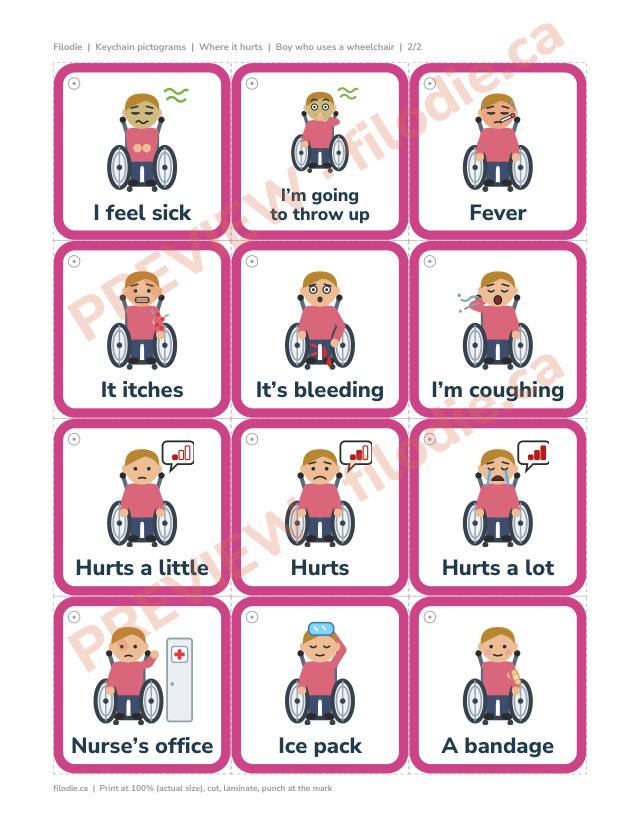 Filodie | Keychain pictograms | Where it hurts | Boy who uses a wheelchair | 2/2
I feel sick
I'm going
to throw up
Fever
It itches
It's bleeding
I'm coughing
Hurts a little
Hurts
Hurts a lot
Nurse's office
Ice pack
A bandage
PREVIEW · filodie.ca
PREVIEW · filodie.ca
filodie.ca | Print at 100% (actual size), cut, laminate, punch at the mark